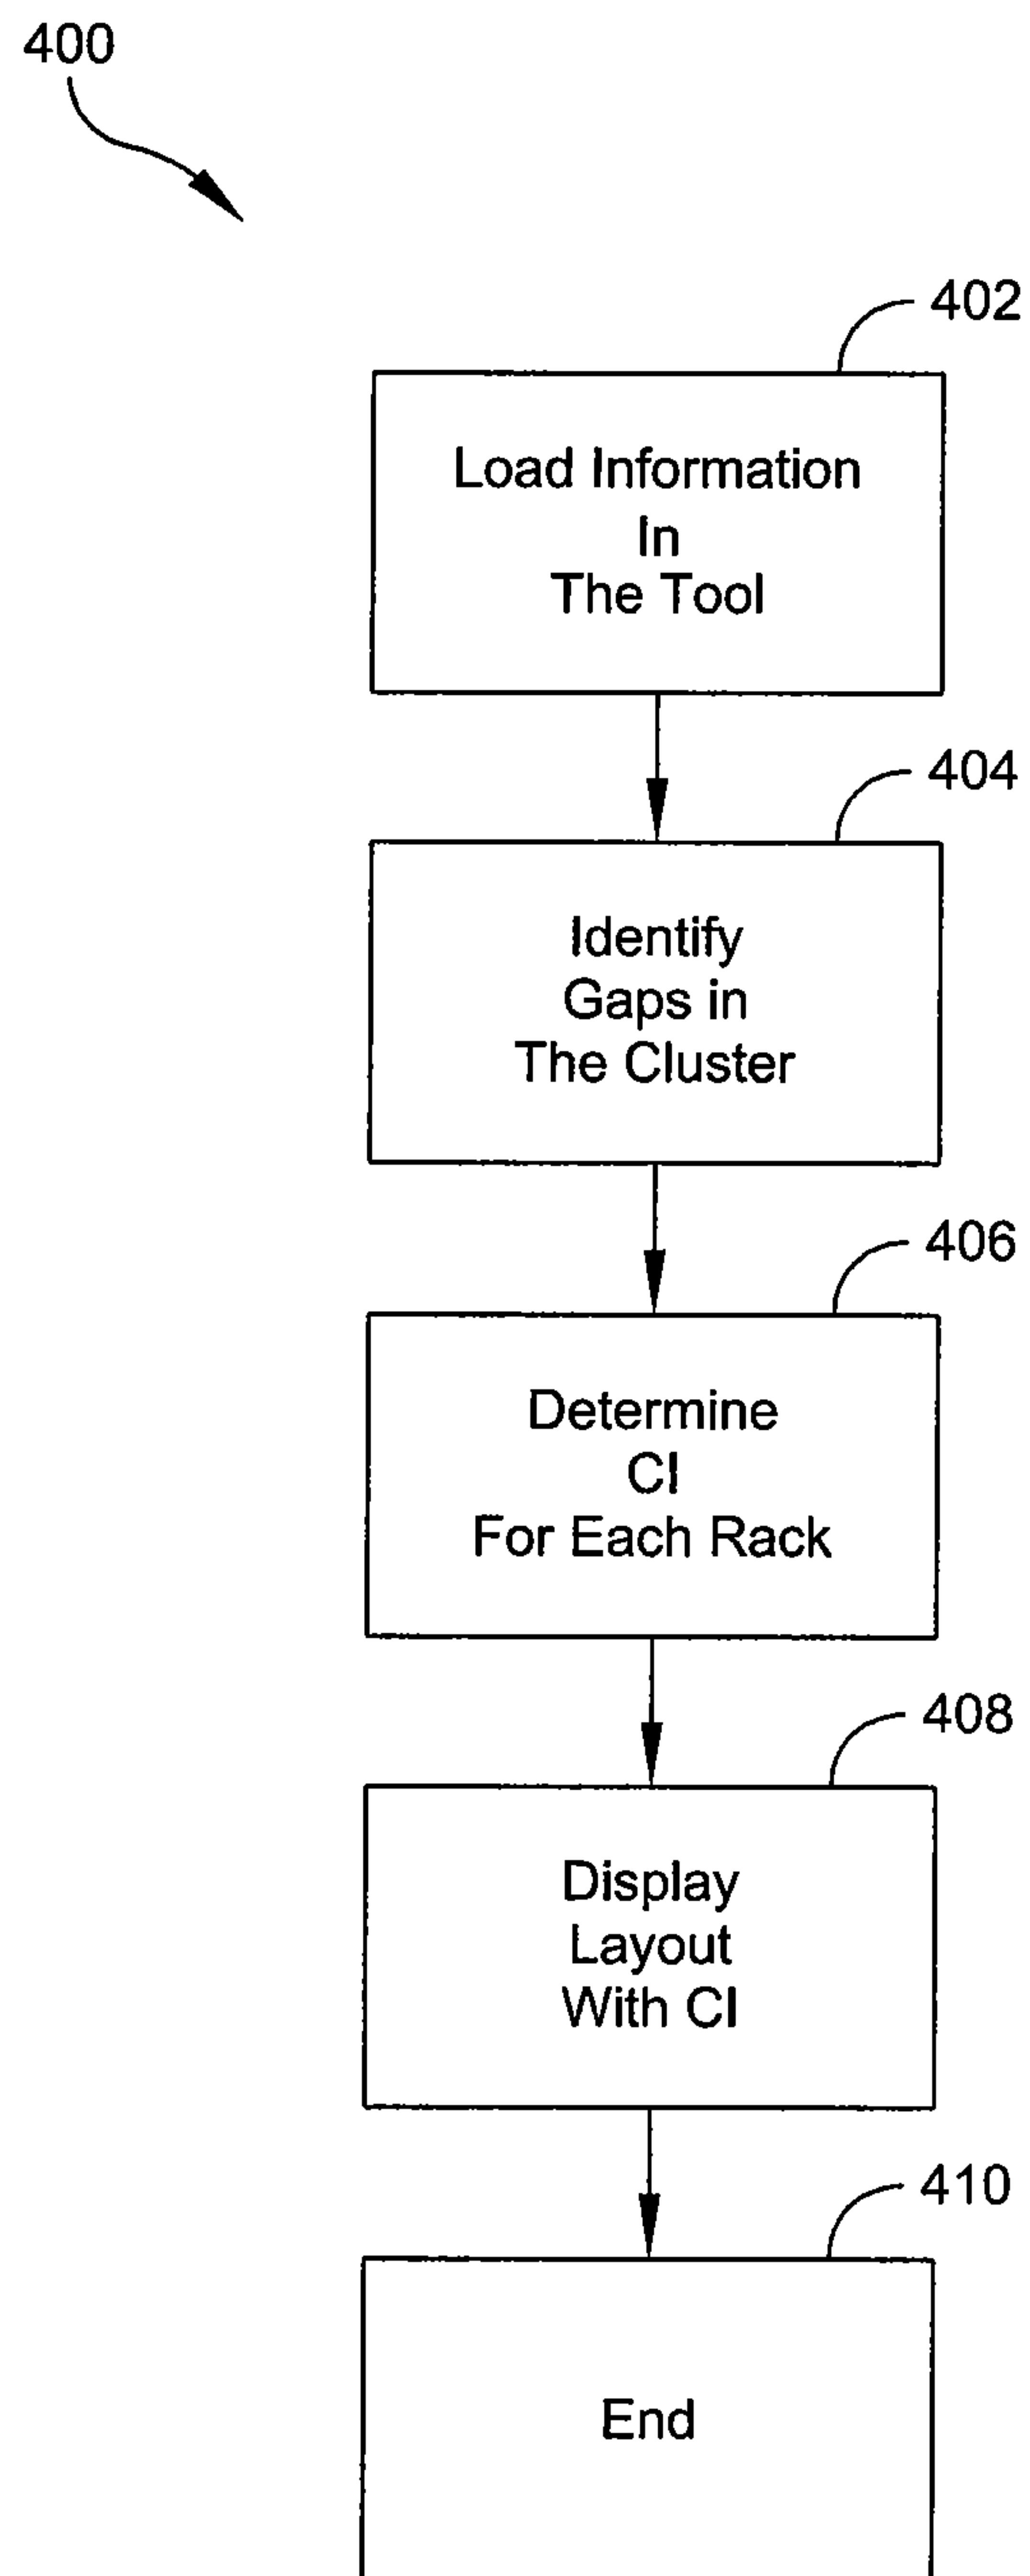 400
402
Load Information
In
The Tool
404
Identify
Gaps in
The Cluster
406
Determine
CI
For Each Rack
408
Display
Layout
With CI
410
End